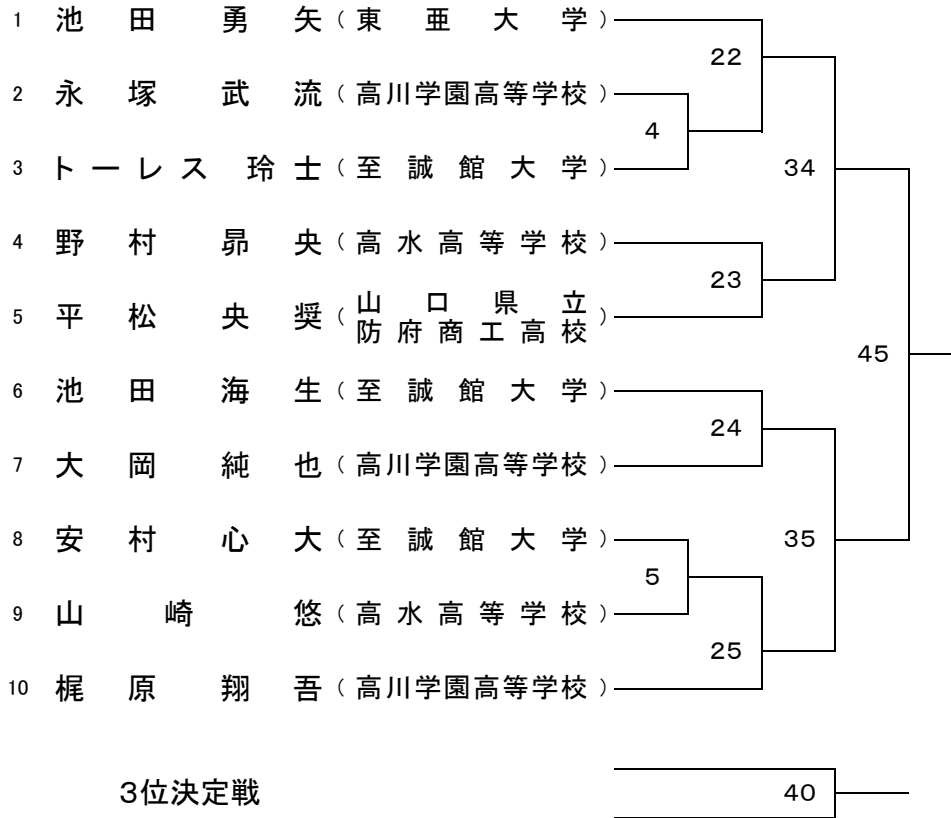 1 池田 勇矢 (東亜大学)
22
2 永塚 武流 (高川学園高等学校)
4
3 トーレス 玲士 (至誠館大学)
34
4 野村 昴央 (高水高等学校)
23
5 平松 央奨 (山口県立
防府商工高校)
45
6 池田 海生 (至誠館大学)
24
7 大岡 純也 (高川学園高等学校)
8 安村 心大 (至誠館大学)
35
5
9 山崎 悠 (高水高等学校)
25
10 梶原 翔吾 (高川学園高等学校)
3位決定戦 40